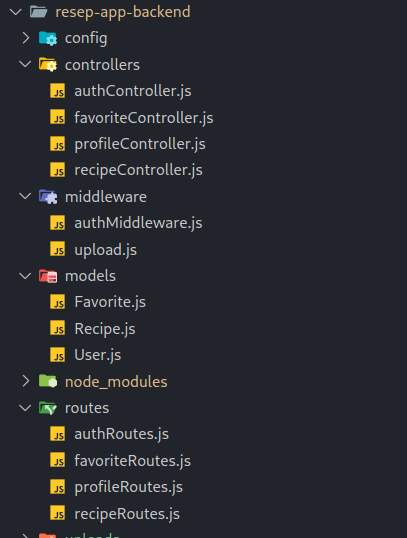 resep-app-backend
config
controllers
JS authController.js
JS favoriteController.js
JS profileController.js
JS recipeController.js
middleware
JS authMiddleware.js
JS upload.js
models
JS Favorite.js
JS Recipe.js
JS User.js
node_modules
routes
JS authRoutes.js
JS favoriteRoutes.js
JS profileRoutes.js
JS recipeRoutes.js
uploads